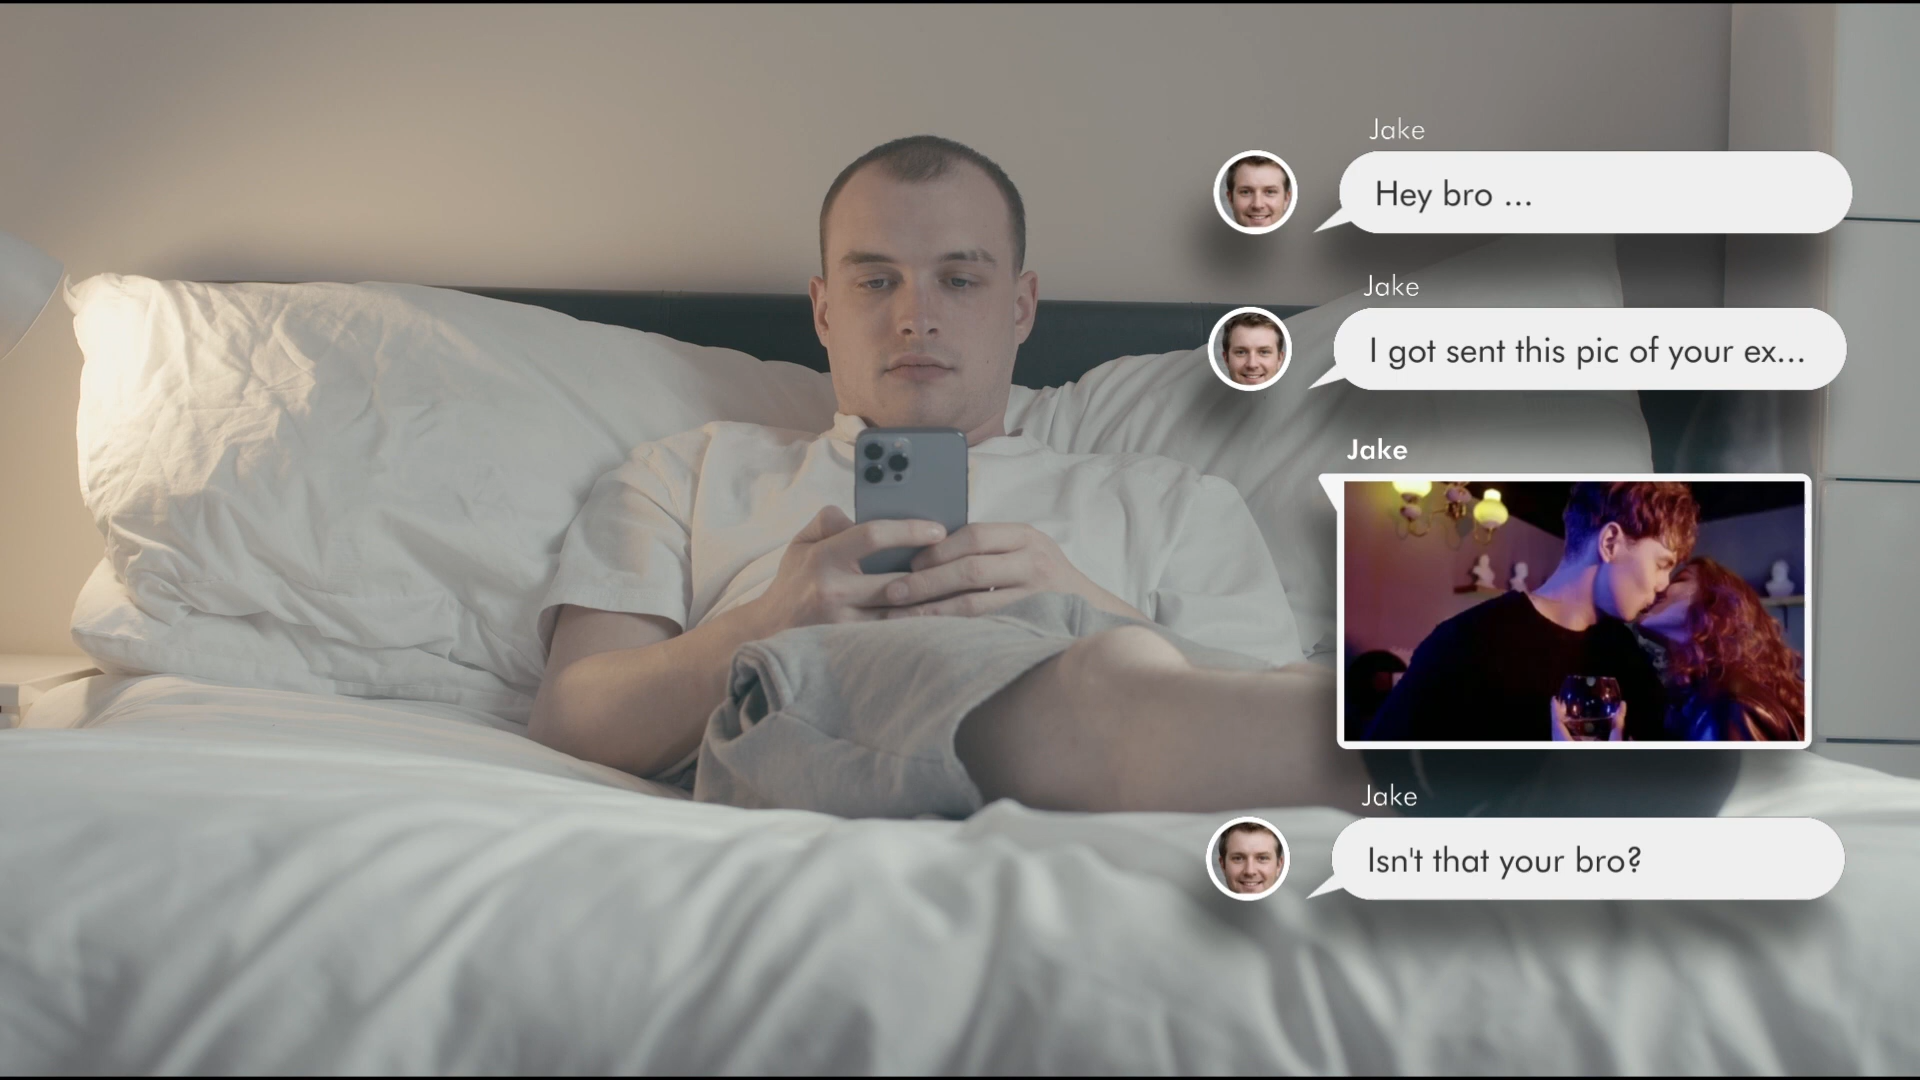 Jake
Hey bro ...
Jake
I got sent this pic of your ex...
Jake
Jake
Isn't that your bro?